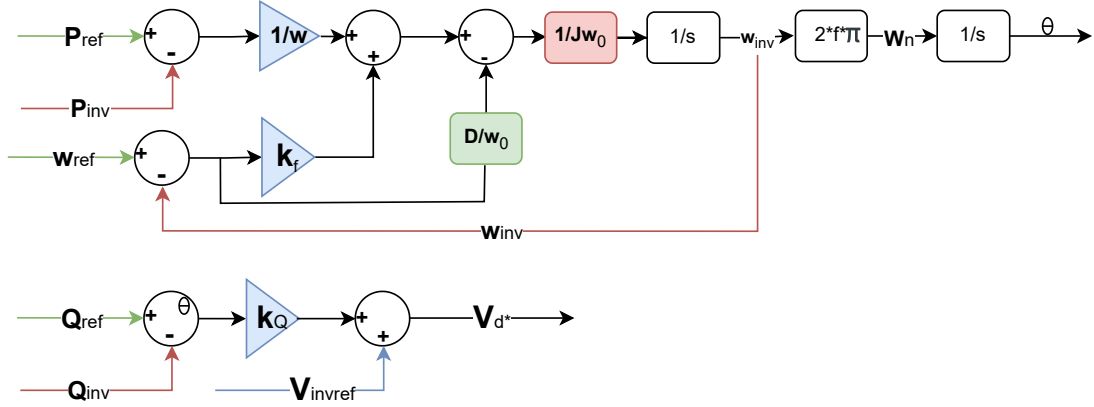 Pref
+
-
1/w
+
+
+
-
1/Jw0
1/s
winv
2*f*π
Wn
1/s
θ
Pinv
D/w0
wref
+
-
kf
winv
Qref
+
θ
-
kQ
+
+
Vd*
Qinv
Vinvref